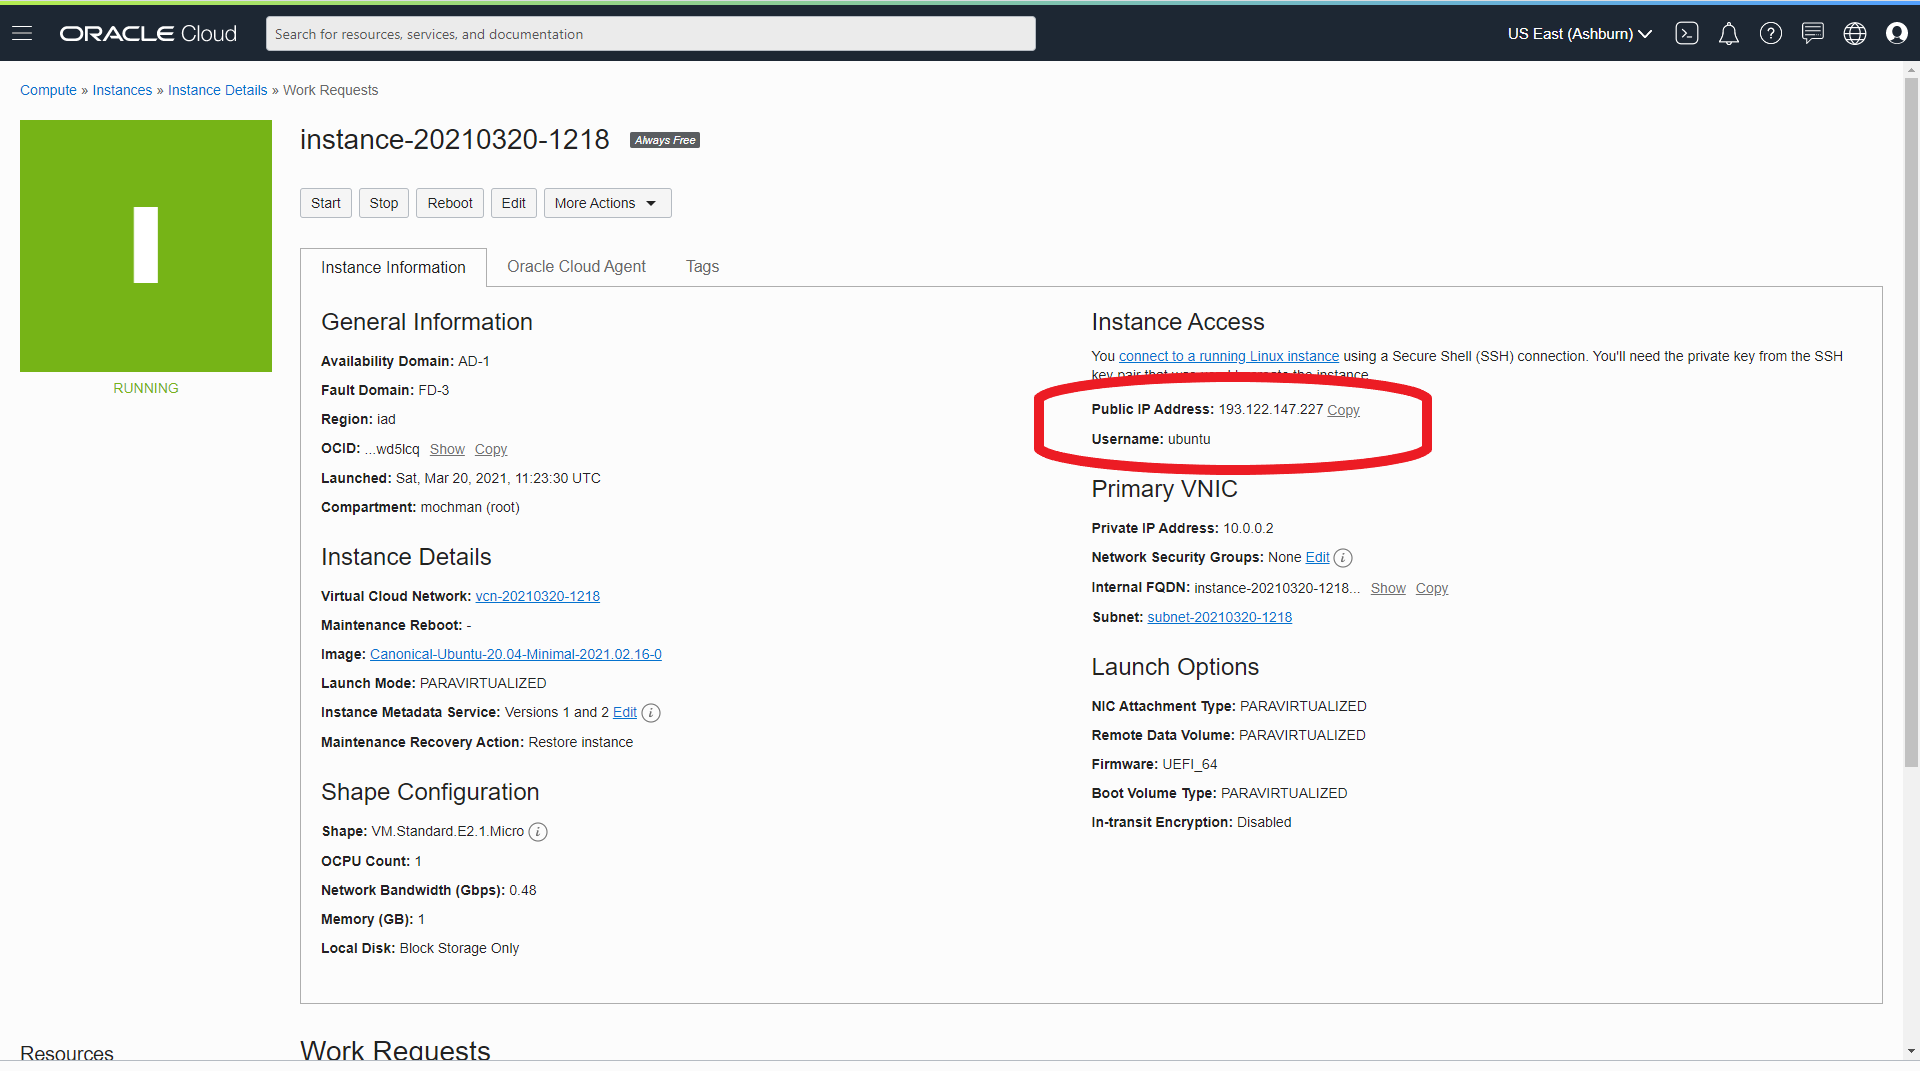 ORACLE Cloud
Search for resources, services, and documentation
US East (Ashburn)
Compute » Instances » Instance Details » Work Requests
I
RUNNING
instance-20210320-1218 Always Free
Start Stop Reboot Edit More Actions
Instance Information Oracle Cloud Agent Tags
General Information
Availability Domain: AD-1
Fault Domain: FD-3
Region: iad
OCID: ...wd5lcq Show Copy
Launched: Sat, Mar 20, 2021, 11:23:30 UTC
Compartment: mochman (root)
Instance Details
Virtual Cloud Network: vcn-20210320-1218
Maintenance Reboot: -
Image: Canonical-Ubuntu-20.04-Minimal-2021.02.16-0
Launch Mode: PARAVIRTUALIZED
Instance Metadata Service: Versions 1 and 2 Edit i
Maintenance Recovery Action: Restore instance
Shape Configuration
Shape: VM.Standard.E2.1.Micro i
OCPU Count: 1
Network Bandwidth (Gbps): 0.48
Memory (GB): 1
Local Disk: Block Storage Only
Instance Access
You connect to a running Linux instance using a Secure Shell (SSH) connection. You'll need the private key from the SSH
key pair that was used to create the instance.
Public IP Address: 193.122.147.227 Copy
Username: ubuntu
Primary VNIC
Private IP Address: 10.0.0.2
Network Security Groups: None Edit i
Internal FQDN: instance-20210320-1218... Show Copy
Subnet: subnet-20210320-1218
Launch Options
NIC Attachment Type: PARAVIRTUALIZED
Remote Data Volume: PARAVIRTUALIZED
Firmware: UEFI_64
Boot Volume Type: PARAVIRTUALIZED
In-transit Encryption: Disabled
Resources
Work Requests